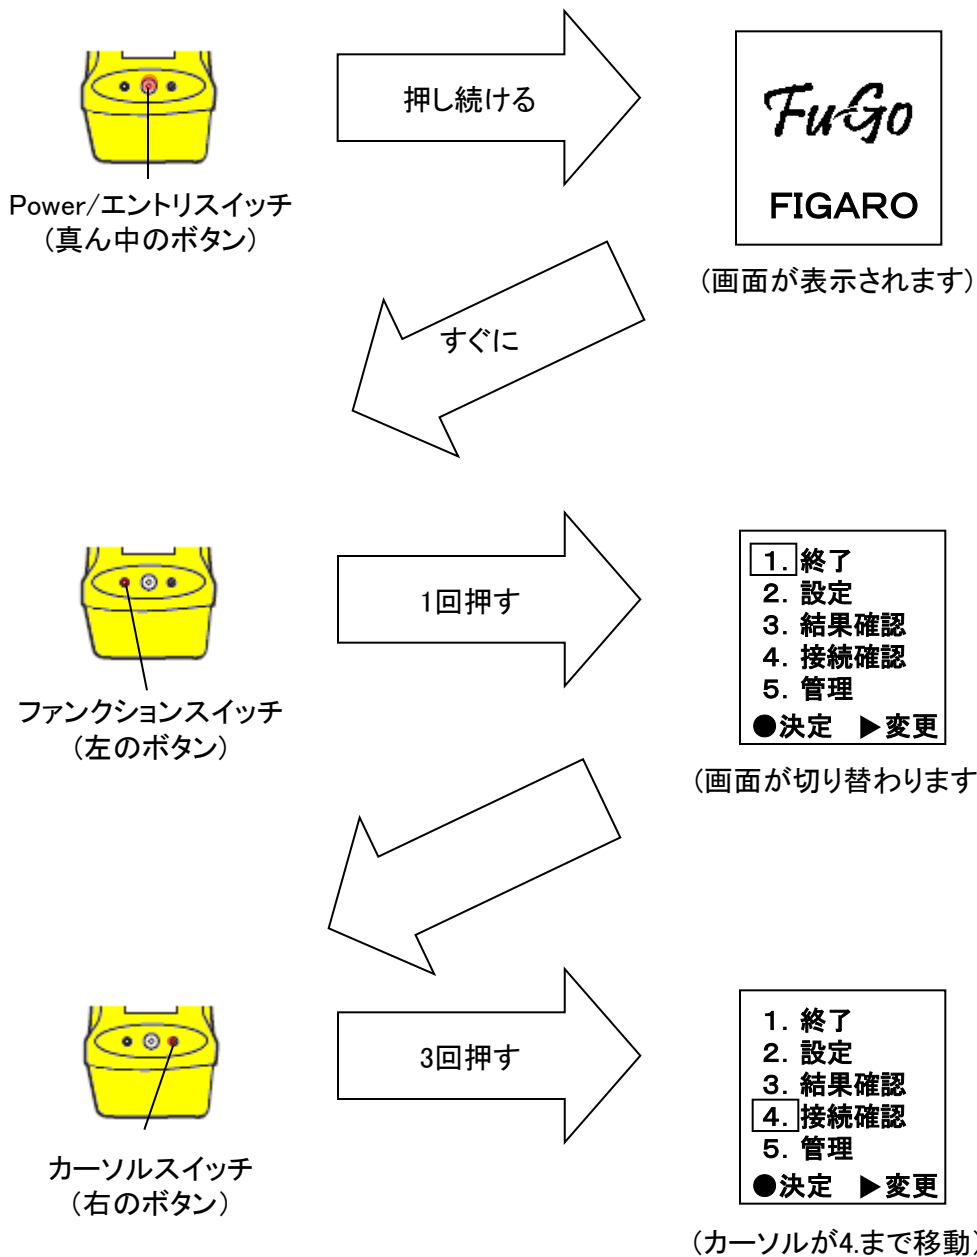 押し続ける
FuGo
FIGARO
Power/エントリスイッチ
（真ん中のボタン）
（画面が表示されます）
すぐに
1回押す
1. 終了
2. 設定
3. 結果確認
4. 接続確認
5. 管理
●決定 ▶変更
ファンクションスイッチ
（左のボタン）
（画面が切り替わります
3回押す
1. 終了
2. 設定
3. 結果確認
4. 接続確認
5. 管理
●決定 ▶変更
カーソルスイッチ
（右のボタン）
（カーソルが4.まで移動）